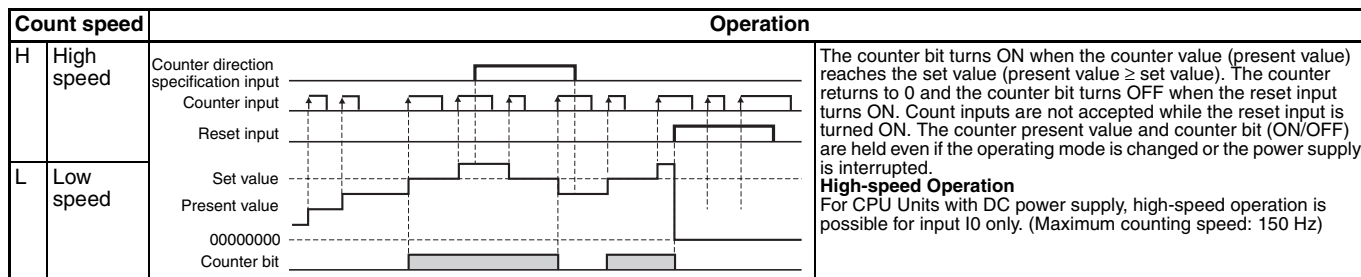 Count speed
Operation
H
High
speed
L
Low
speed
Counter direction
specification input
Counter input
Reset input
Set value
Present value
00000000
Counter bit
The counter bit turns ON when the counter value (present value)
reaches the set value (present value ≥ set value). The counter
returns to 0 and the counter bit turns OFF when the reset input
turns ON. Count inputs are not accepted while the reset input is
turned ON. The counter present value and counter bit (ON/OFF)
are held even if the operating mode is changed or the power supply
is interrupted.
High-speed Operation
For CPU Units with DC power supply, high-speed operation is
possible for input I0 only. (Maximum counting speed: 150 Hz)